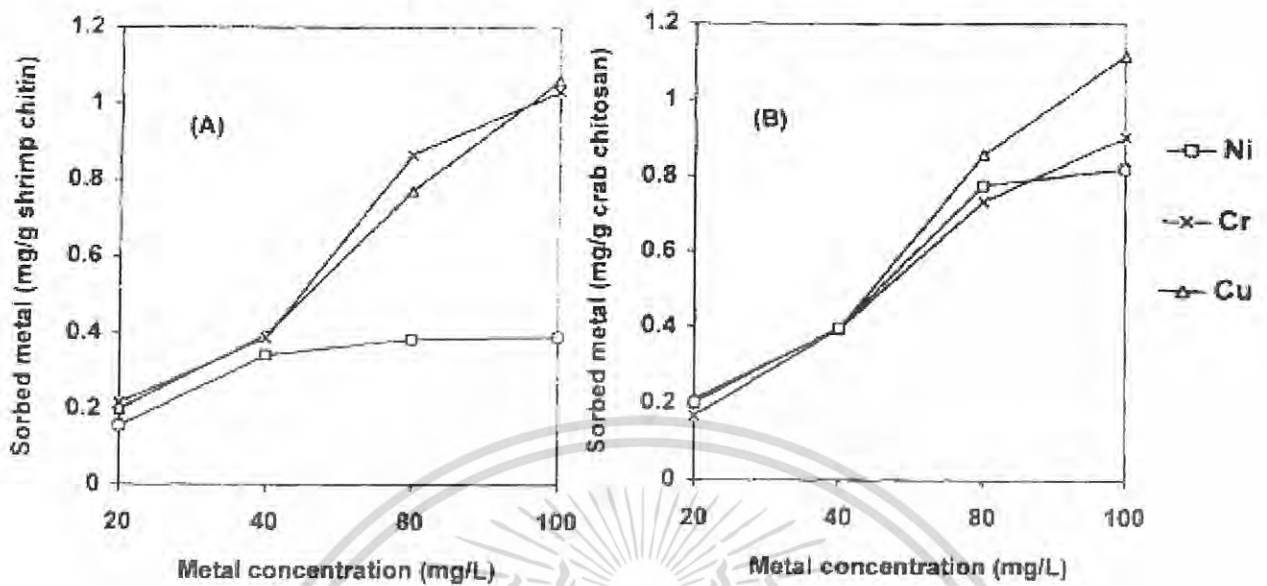 1.2
1
0.8
0.6
0.4
0.2
0
Sorbed metal (mg/g shrimp chitin)
(A)
20 40 80 100
Metal concentration (mg/L)
1.2
1
0.8
0.6
0.4
0.2
0
Sorbed metal (mg/g crab chitosan)
(B)
20 40 80 100
Metal concentration (mg/L)
Ni
Cr
Cu